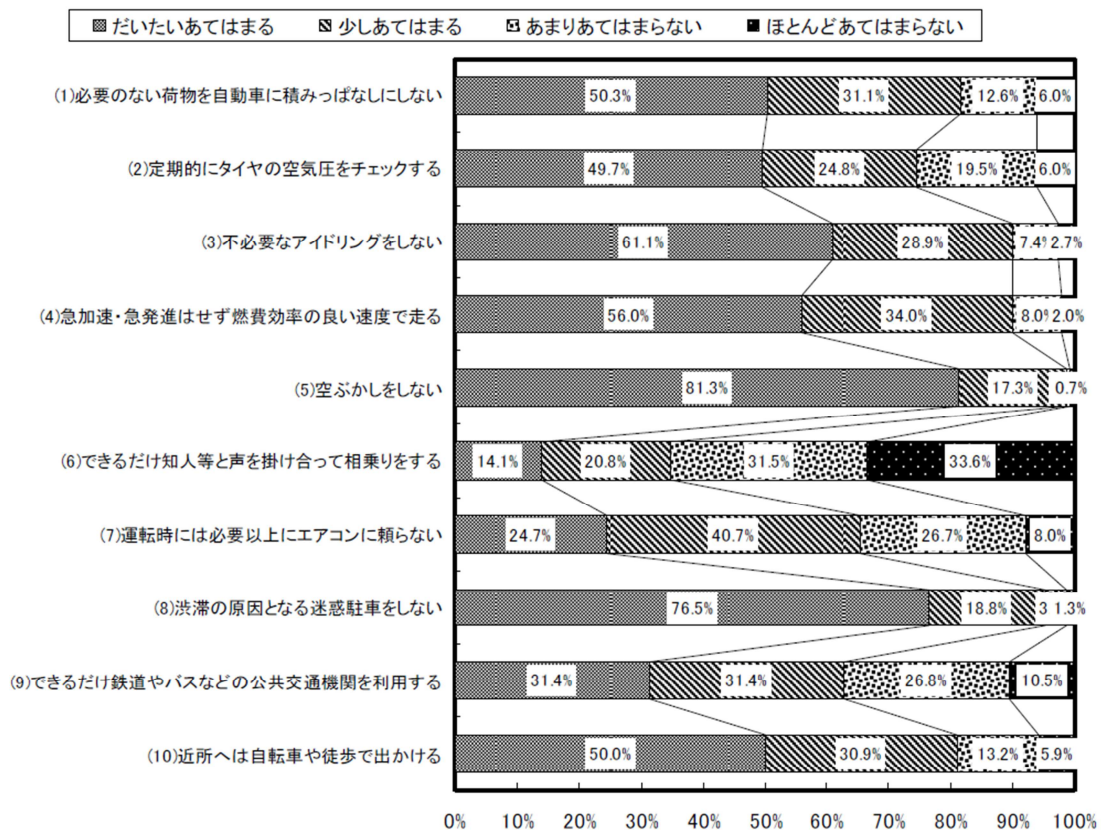 だいたいあてはまる 少しあてはまる あまりあてはまらない ほとんどあてはまらない
(1)必要のない荷物を自動車に積みっぱなしにしない 50.3% 31.1% 12.6% 6.0%
(2)定期的にタイヤの空気圧をチェックする 49.7% 24.8% 19.5% 6.0%
(3)不必要なアイドリングをしない 61.1% 28.9% 7.4% 2.7%
(4)急加速・急発進はせず燃費効率の良い速度で走る 56.0% 34.0% 8.0% 2.0%
(5)空ぶかしをしない 81.3% 17.3% 0.7%
(6)できるだけ知人等と声を掛け合って相乗りをする 14.1% 20.8% 31.5% 33.6%
(7)運転時には必要以上にエアコンに頼らない 24.7% 40.7% 26.7% 8.0%
(8)渋滞の原因となる迷惑駐車をしない 76.5% 18.8% 3 1.3%
(9)できるだけ鉄道やバスなどの公共交通機関を利用する 31.4% 31.4% 26.8% 10.5%
(10)近所へは自転車や徒歩で出かける 50.0% 30.9% 13.2% 5.9%
0% 10% 20% 30% 40% 50% 60% 70% 80% 90% 100%